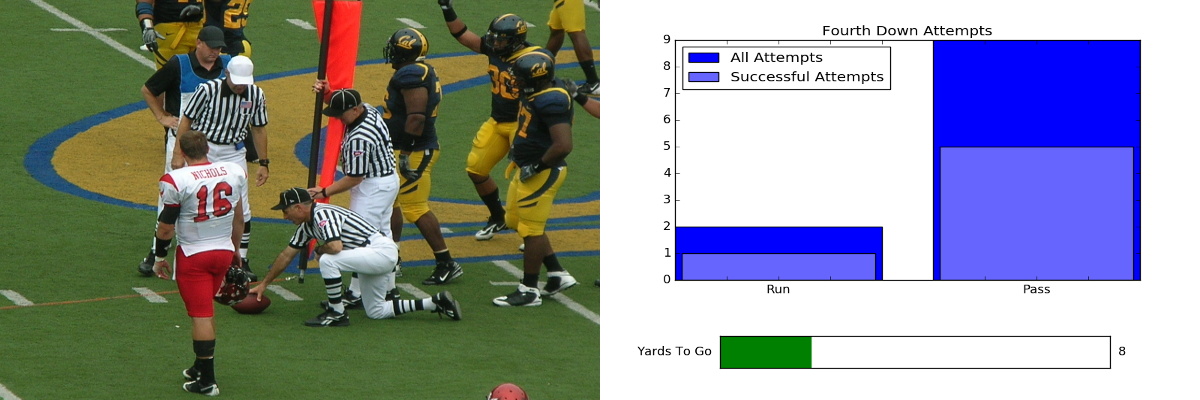 NICHOLS
16
Fourth Down Attempts
9
8
7
6
5
4
3
2
1
0
All Attempts
Successful Attempts
Run
Pass
Yards To Go
8